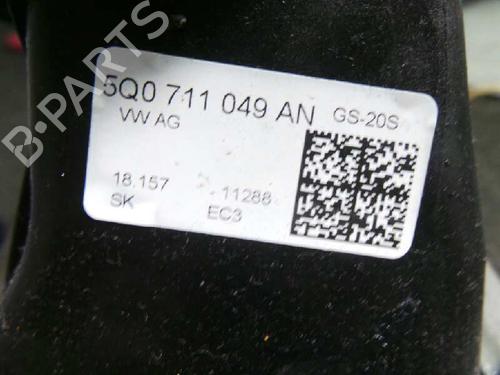 B-PARTS
5Q0 711 049 AN GS-20S
VW AG
18.157 11288
SK EC3